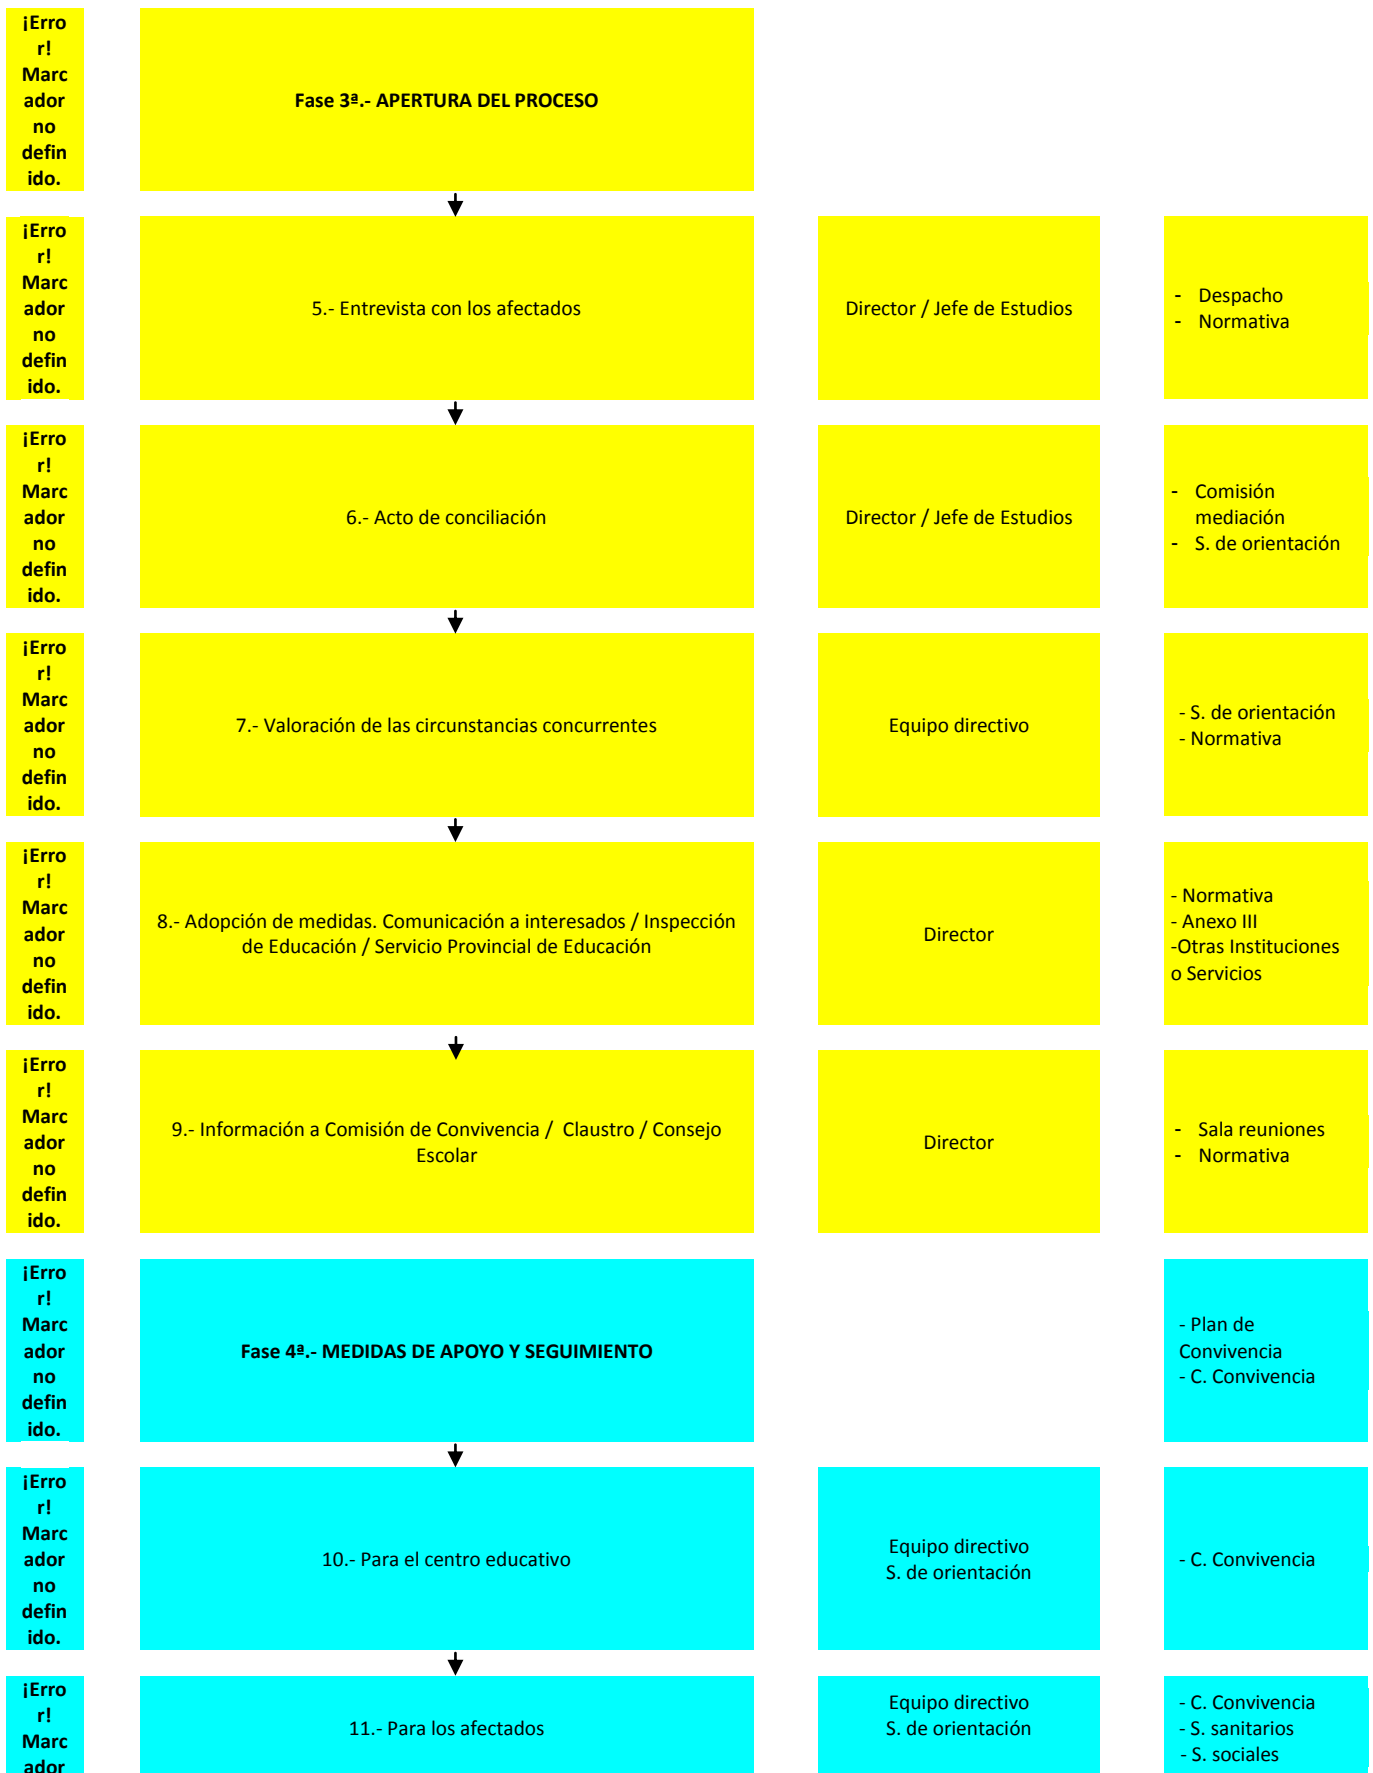 ¡Erro
r!
Marc
ador
no
defin
ido.
Fase 3ª.- APERTURA DEL PROCESO
¡Erro
r!
Marc
ador
no
defin
ido.
5.- Entrevista con los afectados
Director / Jefe de Estudios
- Despacho
- Normativa
¡Erro
r!
Marc
ador
no
defin
ido.
6.- Acto de conciliación
Director / Jefe de Estudios
- Comisión
mediación
- S. de orientación
¡Erro
r!
Marc
ador
no
defin
ido.
7.- Valoración de las circunstancias concurrentes
Equipo directivo
- S. de orientación
- Normativa
¡Erro
r!
Marc
ador
no
defin
ido.
8.- Adopción de medidas. Comunicación a interesados / Inspección
de Educación / Servicio Provincial de Educación
Director
- Normativa
- Anexo III
-Otras Instituciones
o Servicios
¡Erro
r!
Marc
ador
no
defin
ido.
9.- Información a Comisión de Convivencia / Claustro / Consejo
Escolar
Director
- Sala reuniones
- Normativa
¡Erro
r!
Marc
ador
no
defin
ido.
Fase 4ª.- MEDIDAS DE APOYO Y SEGUIMIENTO
- Plan de
Convivencia
- C. Convivencia
¡Erro
r!
Marc
ador
no
defin
ido.
10.- Para el centro educativo
Equipo directivo
S. de orientación
- C. Convivencia
¡Erro
r!
Marc
ador
11.- Para los afectados
Equipo directivo
S. de orientación
- C. Convivencia
- S. sanitarios
- S. sociales